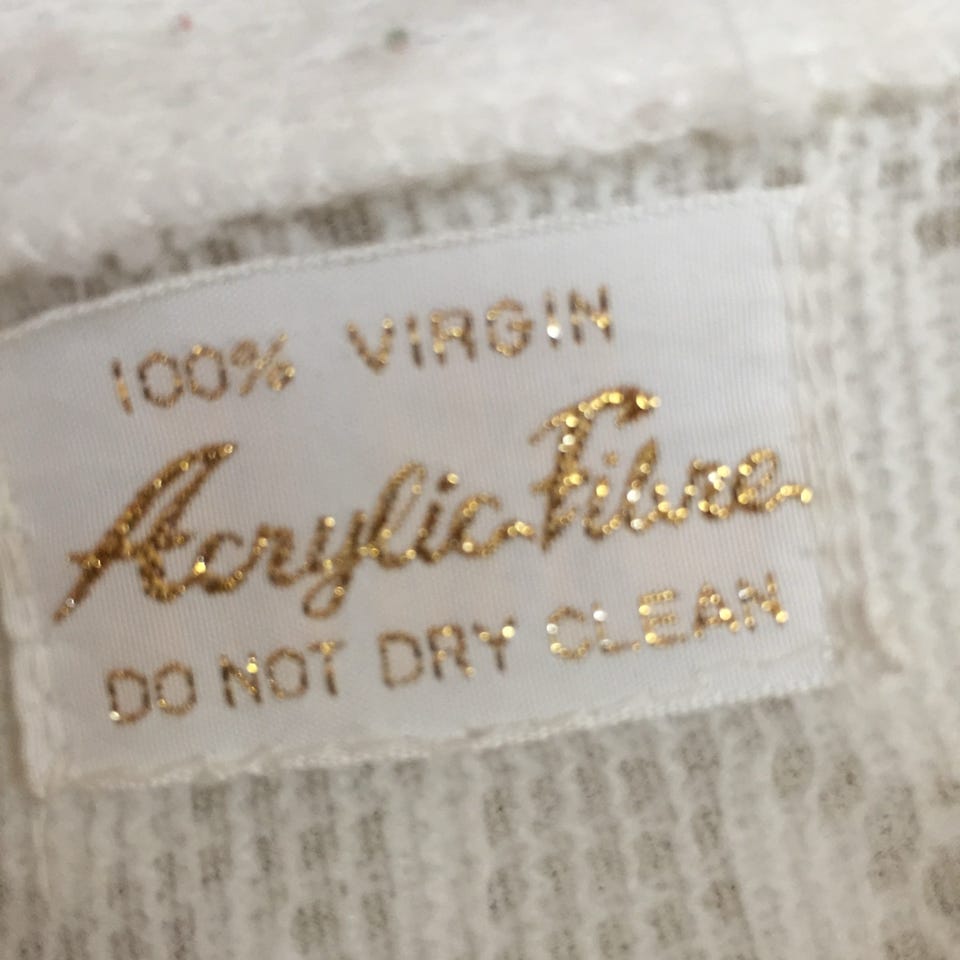 100% VIRGIN
Acrylic Fibre
DO NOT DRY CLEAN